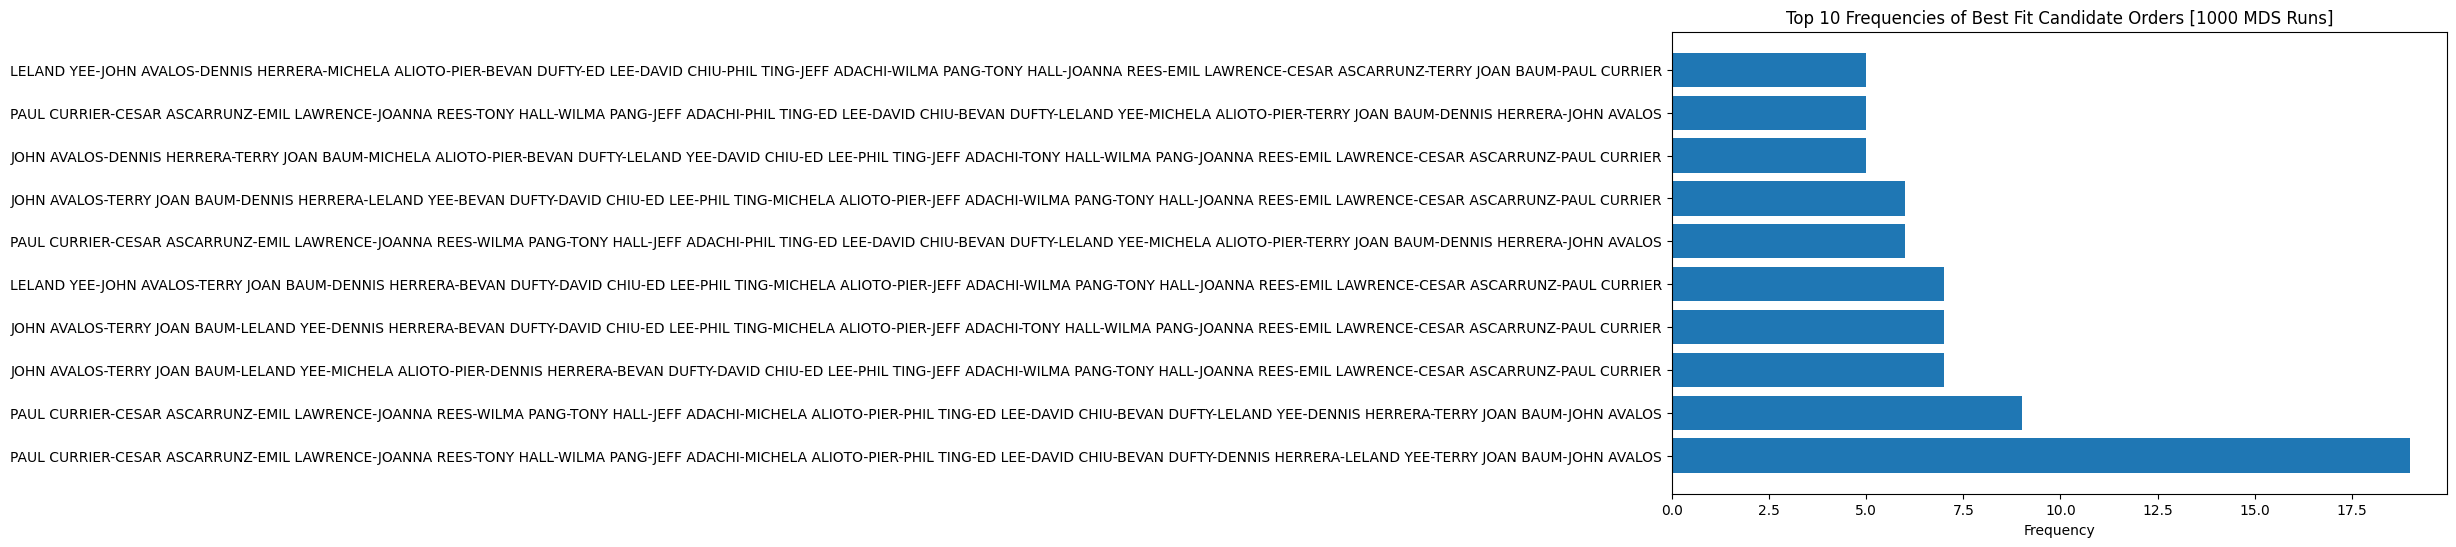 Top 10 Frequencies of Best Fit Candidate Orders [1000 MDS Runs]
LELAND YEE-JOHN AVALOS-DENNIS HERRERA-MICHELA ALIOTO-PIER-BEVAN DUFTY-ED LEE-DAVID CHIU-PHIL TING-JEFF ADACHI-WILMA PANG-TONY HALL-JOANNA REES-EMIL LAWRENCE-CESAR ASCARRUNZ-TERRY JOAN BAUM-PAUL CURRIER
PAUL CURRIER-CESAR ASCARRUNZ-EMIL LAWRENCE-JOANNA REES-TONY HALL-WILMA PANG-JEFF ADACHI-PHIL TING-ED LEE-DAVID CHIU-BEVAN DUFTY-LELAND YEE-MICHELA ALIOTO-PIER-TERRY JOAN BAUM-DENNIS HERRERA-JOHN AVALOS
JOHN AVALOS-DENNIS HERRERA-TERRY JOAN BAUM-MICHELA ALIOTO-PIER-BEVAN DUFTY-LELAND YEE-DAVID CHIU-ED LEE-PHIL TING-JEFF ADACHI-TONY HALL-WILMA PANG-JOANNA REES-EMIL LAWRENCE-CESAR ASCARRUNZ-PAUL CURRIER
JOHN AVALOS-TERRY JOAN BAUM-DENNIS HERRERA-LELAND YEE-BEVAN DUFTY-DAVID CHIU-ED LEE-PHIL TING-MICHELA ALIOTO-PIER-JEFF ADACHI-WILMA PANG-TONY HALL-JOANNA REES-EMIL LAWRENCE-CESAR ASCARRUNZ-PAUL CURRIER
PAUL CURRIER-CESAR ASCARRUNZ-EMIL LAWRENCE-JOANNA REES-WILMA PANG-TONY HALL-JEFF ADACHI-PHIL TING-ED LEE-DAVID CHIU-BEVAN DUFTY-LELAND YEE-MICHELA ALIOTO-PIER-TERRY JOAN BAUM-DENNIS HERRERA-JOHN AVALOS
LELAND YEE-JOHN AVALOS-TERRY JOAN BAUM-DENNIS HERRERA-BEVAN DUFTY-DAVID CHIU-ED LEE-PHIL TING-MICHELA ALIOTO-PIER-JEFF ADACHI-WILMA PANG-TONY HALL-JOANNA REES-EMIL LAWRENCE-CESAR ASCARRUNZ-PAUL CURRIER
JOHN AVALOS-TERRY JOAN BAUM-LELAND YEE-DENNIS HERRERA-BEVAN DUFTY-DAVID CHIU-ED LEE-PHIL TING-MICHELA ALIOTO-PIER-JEFF ADACHI-TONY HALL-WILMA PANG-JOANNA REES-EMIL LAWRENCE-CESAR ASCARRUNZ-PAUL CURRIER
JOHN AVALOS-TERRY JOAN BAUM-LELAND YEE-MICHELA ALIOTO-PIER-DENNIS HERRERA-BEVAN DUFTY-DAVID CHIU-ED LEE-PHIL TING-JEFF ADACHI-WILMA PANG-TONY HALL-JOANNA REES-EMIL LAWRENCE-CESAR ASCARRUNZ-PAUL CURRIER
PAUL CURRIER-CESAR ASCARRUNZ-EMIL LAWRENCE-JOANNA REES-WILMA PANG-TONY HALL-JEFF ADACHI-MICHELA ALIOTO-PIER-PHIL TING-ED LEE-DAVID CHIU-BEVAN DUFTY-LELAND YEE-DENNIS HERRERA-TERRY JOAN BAUM-JOHN AVALOS
PAUL CURRIER-CESAR ASCARRUNZ-EMIL LAWRENCE-JOANNA REES-TONY HALL-WILMA PANG-JEFF ADACHI-MICHELA ALIOTO-PIER-PHIL TING-ED LEE-DAVID CHIU-BEVAN DUFTY-DENNIS HERRERA-LELAND YEE-TERRY JOAN BAUM-JOHN AVALOS
0.0 2.5 5.0 7.5 10.0 12.5 15.0 17.5
Frequency